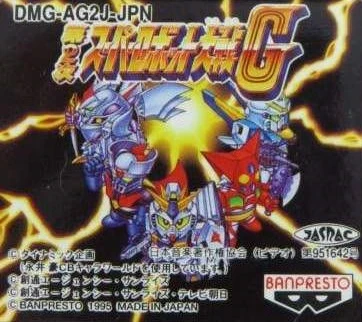 DMG-AG2J-JPN
第2次
スーパーロボット大戦G
JASRAC
©ダイナミック企画
(永井 豪CBキャラワールドを使用しています。)
日本音楽著作権協会(ビデオ)第951642号
©創通エージェンシー・サンライズ
©創通エージェンシー・サンライズ・テレビ朝日
©BANPRESTO 1995 MADE IN JAPAN
BANPRESTO